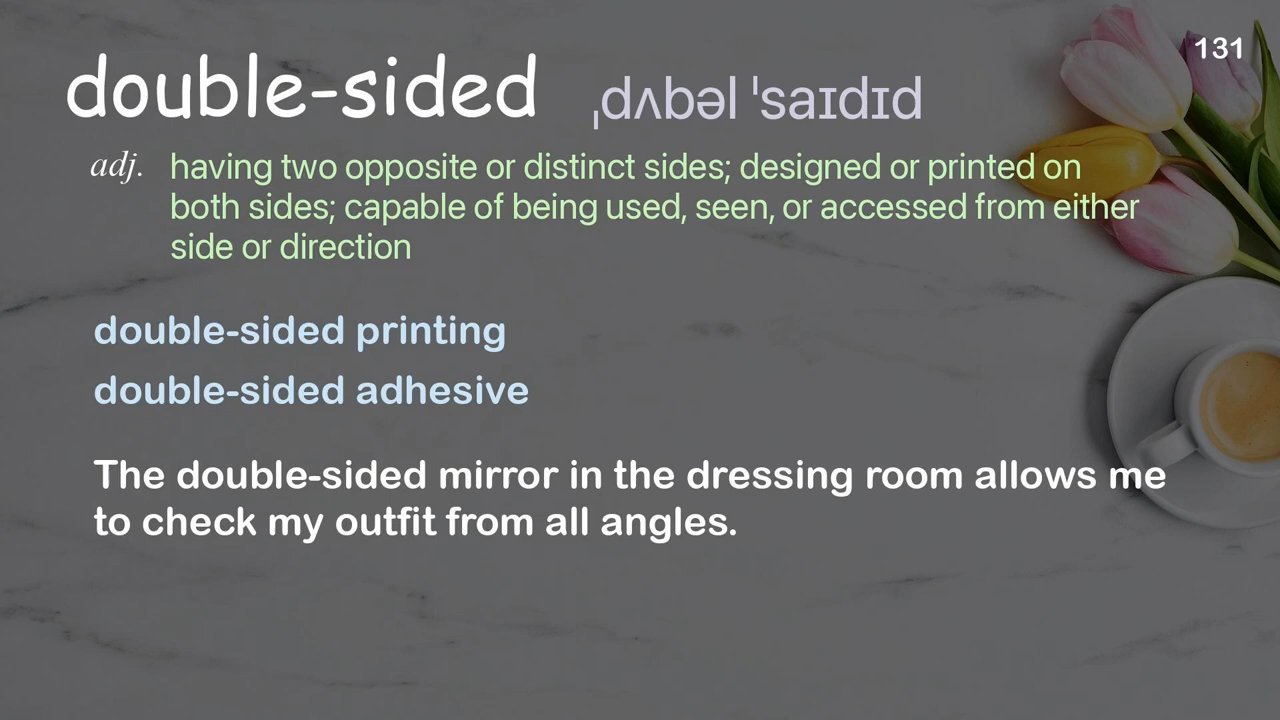 131
double-sided ˌdʌbəl ˈsaɪdɪd
adj. having two opposite or distinct sides; designed or printed on
both sides; capable of being used, seen, or accessed from either
side or direction
double-sided printing
double-sided adhesive
The double-sided mirror in the dressing room allows me
to check my outfit from all angles.